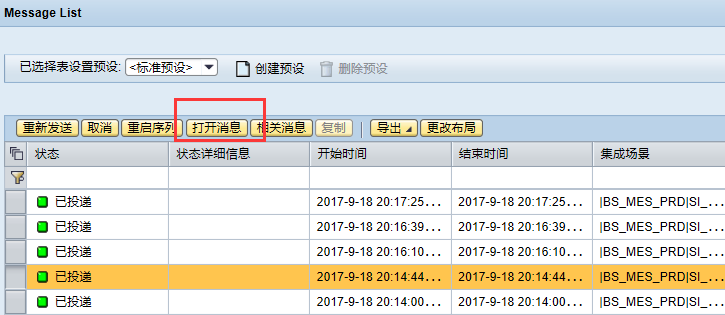 Message List
已选择表设置预设: <标准预设> 创建预设 删除预设
重新发送 取消 重启序列 打开消息 相关消息 复制 导出 更改布局
状态 状态详细信息 开始时间 结束时间 集成场景
已投递 2017-9-18 20:17:25... 2017-9-18 20:17:25... |BS_MES_PRD|SI_...
已投递 2017-9-18 20:16:39... 2017-9-18 20:16:39... |BS_MES_PRD|SI_...
已投递 2017-9-18 20:16:10... 2017-9-18 20:16:10... |BS_MES_PRD|SI_...
已投递 2017-9-18 20:14:44... 2017-9-18 20:14:44... |BS_MES_PRD|SI_...
已投递 2017-9-18 20:14:00... 2017-9-18 20:14:00... |BS_MES_PRD|SI_...